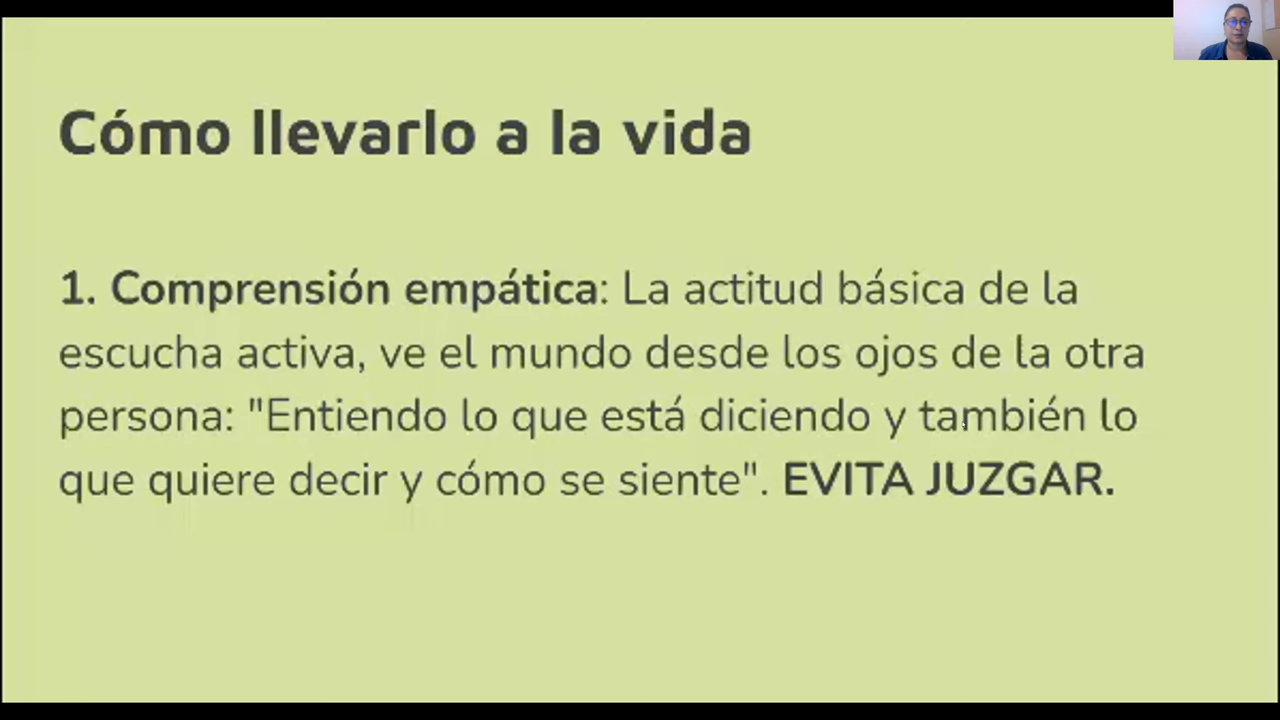 Cómo llevarlo a la vida
1. Comprensión empática: La actitud básica de la
escucha activa, ve el mundo desde los ojos de la otra
persona: "Entiendo lo que está diciendo y también lo
que quiere decir y cómo se siente". EVITA JUZGAR.